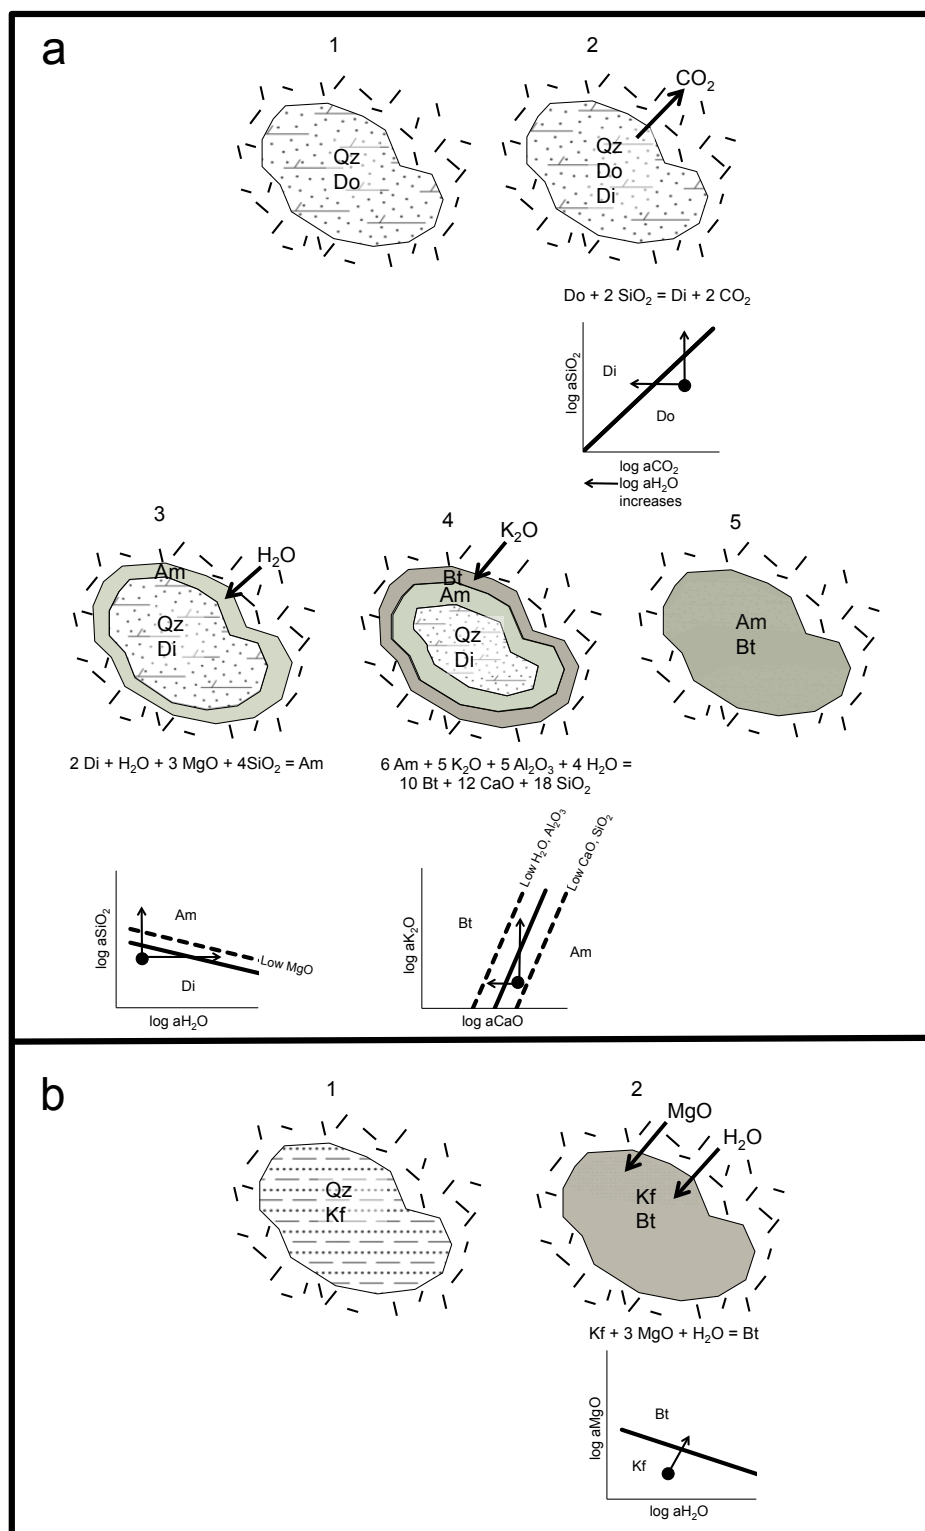 a
1
2
CO₂
Qz
Do
Qz
Do
Di
Do + 2 SiO₂ = Di + 2 CO₂
log aSiO₂
Di
Do
log aCO₂
log aH₂O
increases
3
4
5
H₂O
Am
Qz
Di
K₂O
Bt
Am
Qz
Di
Am
Bt
2 Di + H₂O + 3 MgO + 4SiO₂ = Am
6 Am + 5 K₂O + 5 Al₂O₃ + 4 H₂O =
10 Bt + 12 CaO + 18 SiO₂
log aSiO₂
Am
Low MgO
Di
log aH₂O
Low H₂O, Al₂O₃
Low CaO, SiO₂
log aK₂O
Bt
Am
log aCaO
b
1
2
MgO
H₂O
Qz
Kf
Kf
Bt
Kf + 3 MgO + H₂O = Bt
log aMgO
Bt
Kf
log aH₂O